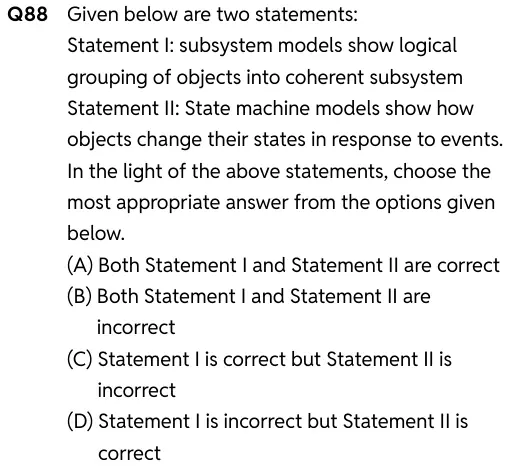 Q88 Given below are two statements:
Statement I: subsystem models show logical
grouping of objects into coherent subsystem
Statement II: State machine models show how
objects change their states in response to events.
In the light of the above statements, choose the
most appropriate answer from the options given
below.
(A) Both Statement I and Statement II are correct
(B) Both Statement I and Statement II are
incorrect
(C) Statement I is correct but Statement II is
incorrect
(D) Statement I is incorrect but Statement II is
correct